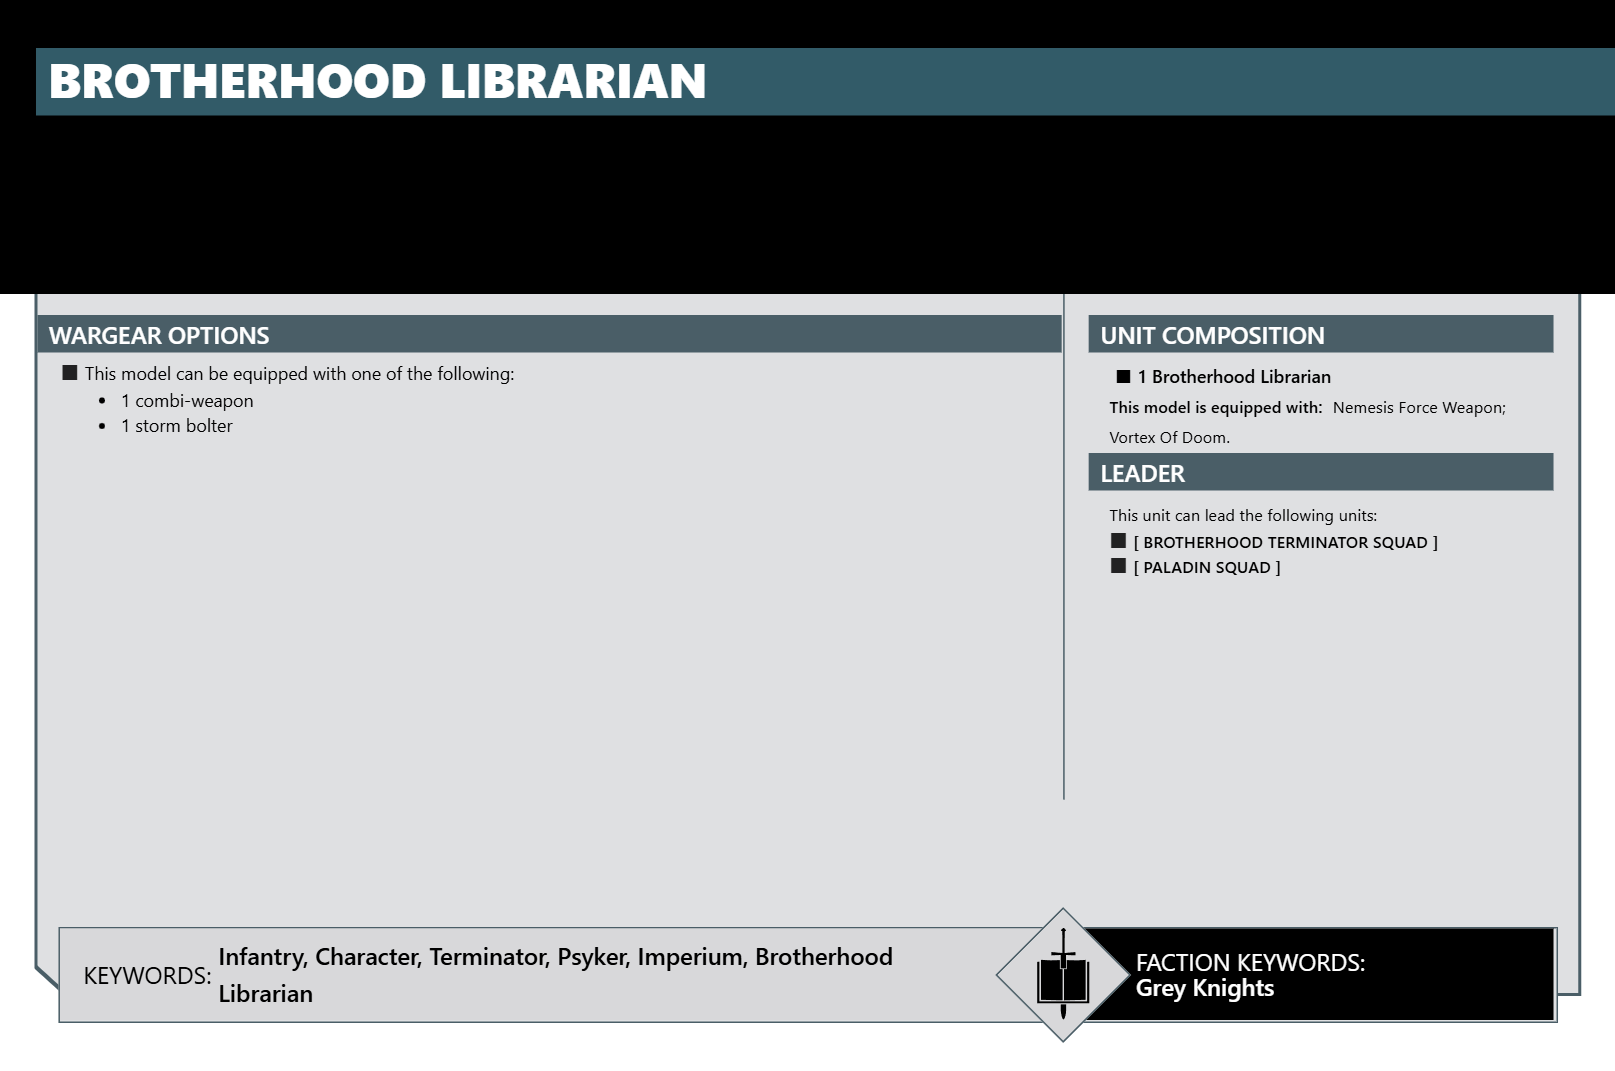 BROTHERHOOD LIBRARIAN
WARGEAR OPTIONS
This model can be equipped with one of the following:
1 combi-weapon
1 storm bolter
UNIT COMPOSITION
1 Brotherhood Librarian
This model is equipped with: Nemesis Force Weapon;
Vortex Of Doom.
LEADER
This unit can lead the following units:
[ BROTHERHOOD TERMINATOR SQUAD ]
[ PALADIN SQUAD ]
KEYWORDS: Infantry, Character, Terminator, Psyker, Imperium, Brotherhood
Librarian
FACTION KEYWORDS:
Grey Knights